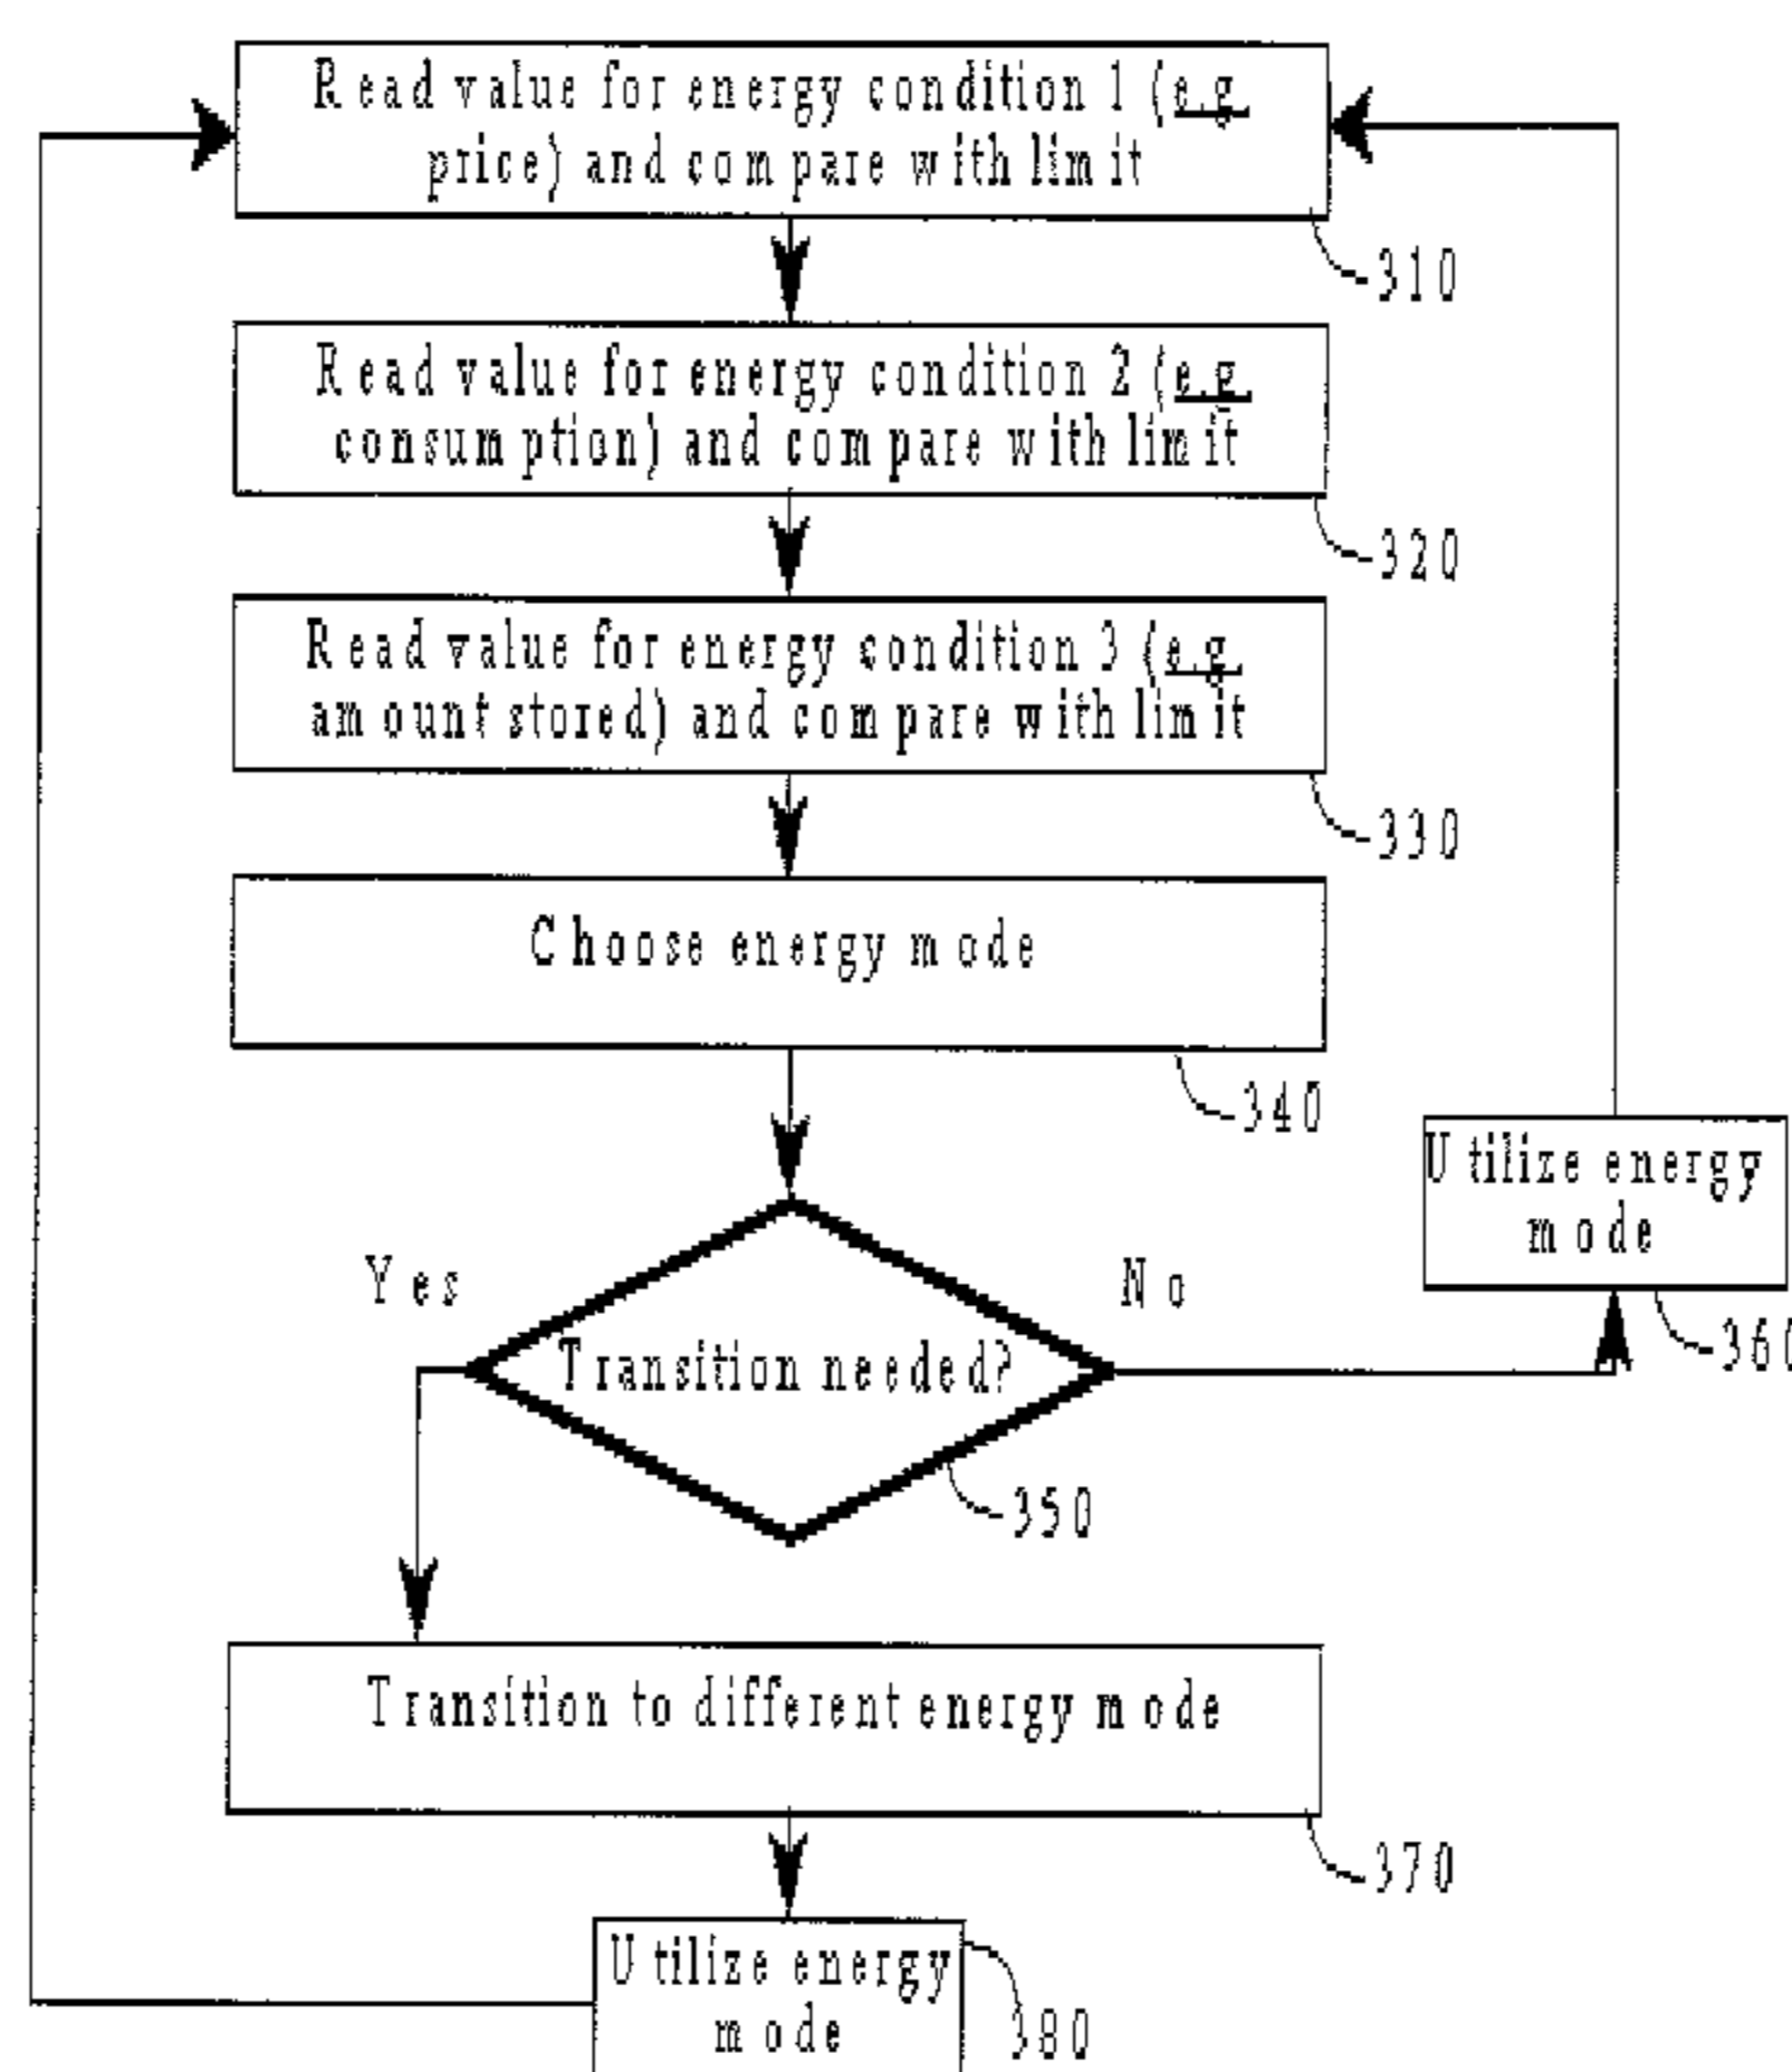 Read value for energy condition 1 (e.g.
price) and compare with limit
310
Read value for energy condition 2 (e.g.
consumption) and compare with limit
320
Read value for energy condition 3 (e.g.
amount stored) and compare with limit
330
Choose energy mode
340
Utilize energy
mode
360
Yes
No
Transition needed?
350
Transition to different energy mode
370
Utilize energy
mode
380